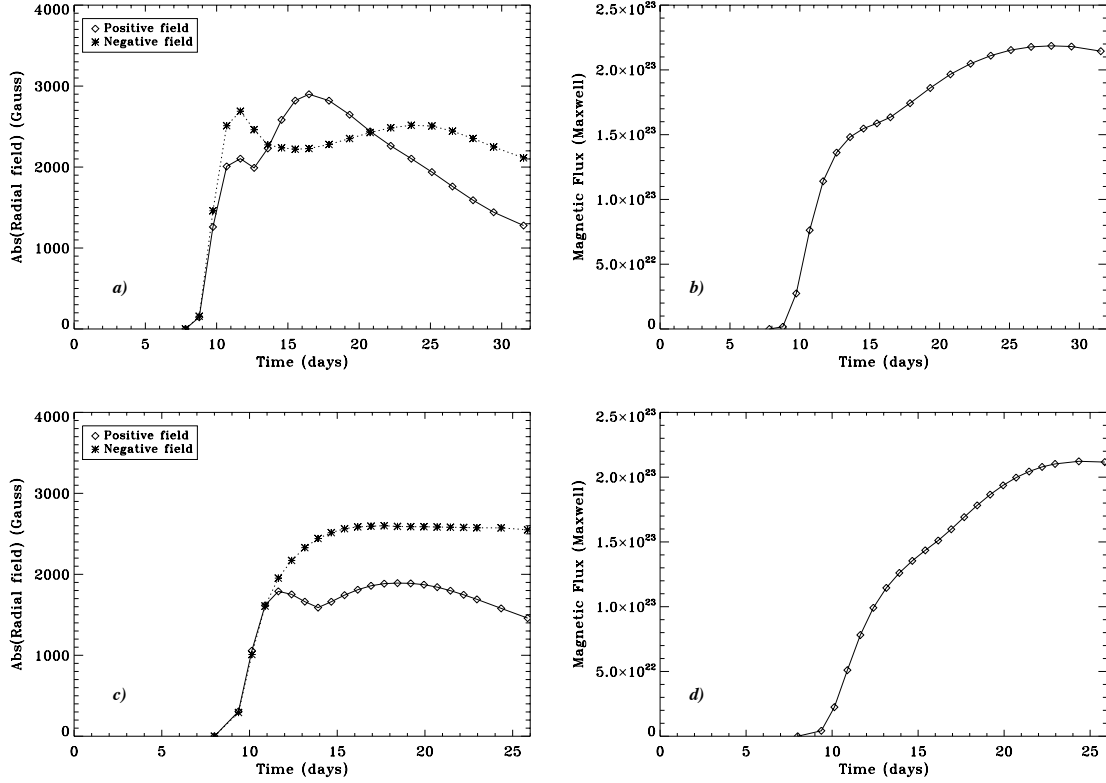 4000
3000
2000
1000
0
Abs(Radial field) (Gauss)
◇ Positive field
✱ Negative field
a)
0 5 10 15 20 25 30
Time (days)
2.5×10²³
2.0×10²³
1.5×10²³
1.0×10²³
5.0×10²²
0
Magnetic Flux (Maxwell)
b)
0 5 10 15 20 25 30
Time (days)
4000
3000
2000
1000
0
Abs(Radial field) (Gauss)
◇ Positive field
✱ Negative field
c)
0 5 10 15 20 25
Time (days)
2.5×10²³
2.0×10²³
1.5×10²³
1.0×10²³
5.0×10²²
0
Magnetic Flux (Maxwell)
d)
0 5 10 15 20 25
Time (days)